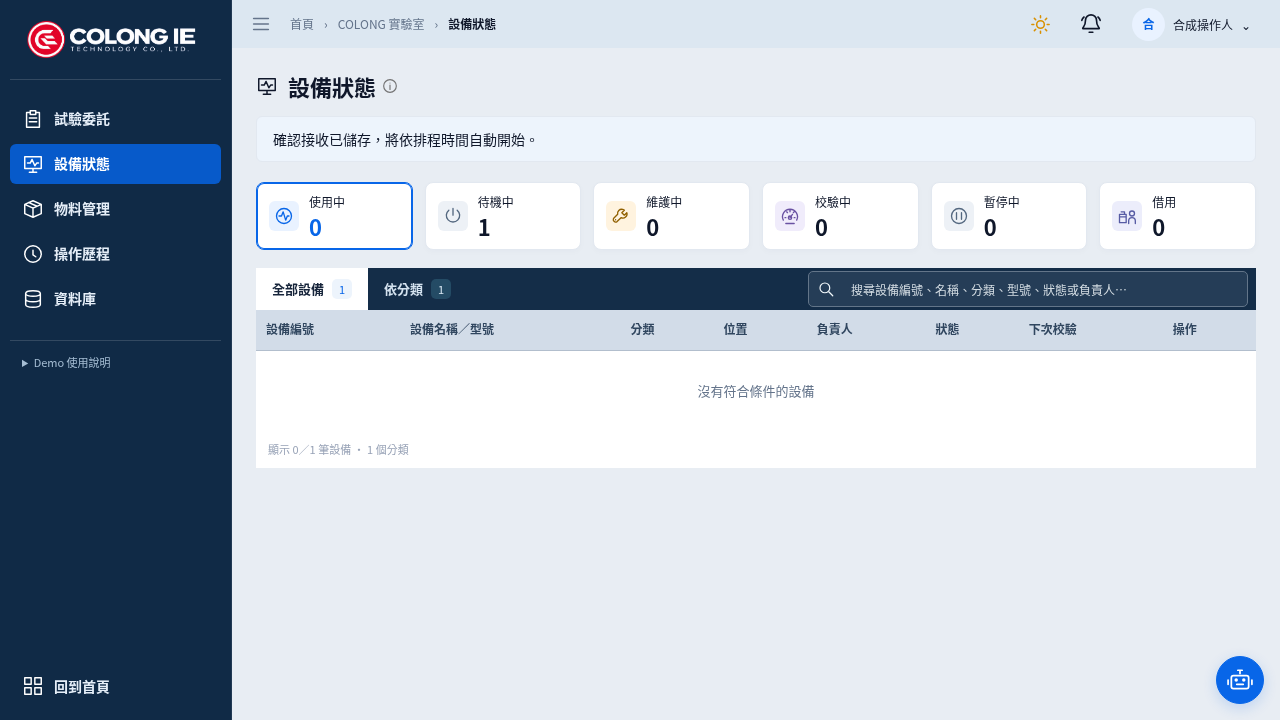 COLONG IE
TECHNOLOGY CO., LTD.
試驗委託
設備狀態
物料管理
操作歷程
資料庫
▶ Demo 使用說明
回到首頁
首頁 › COLONG 實驗室 › 設備狀態
合 合成操作人
設備狀態
確認接收已儲存，將依排程時間自動開始。
使用中
0
待機中
1
維護中
0
校驗中
0
暫停中
0
借用
0
全部設備 1
依分類 1
搜尋設備編號、名稱、分類、型號、狀態或負責人…
設備編號 設備名稱／型號 分類 位置 負責人 狀態 下次校驗 操作
沒有符合條件的設備
顯示 0／1 筆設備 · 1 個分類